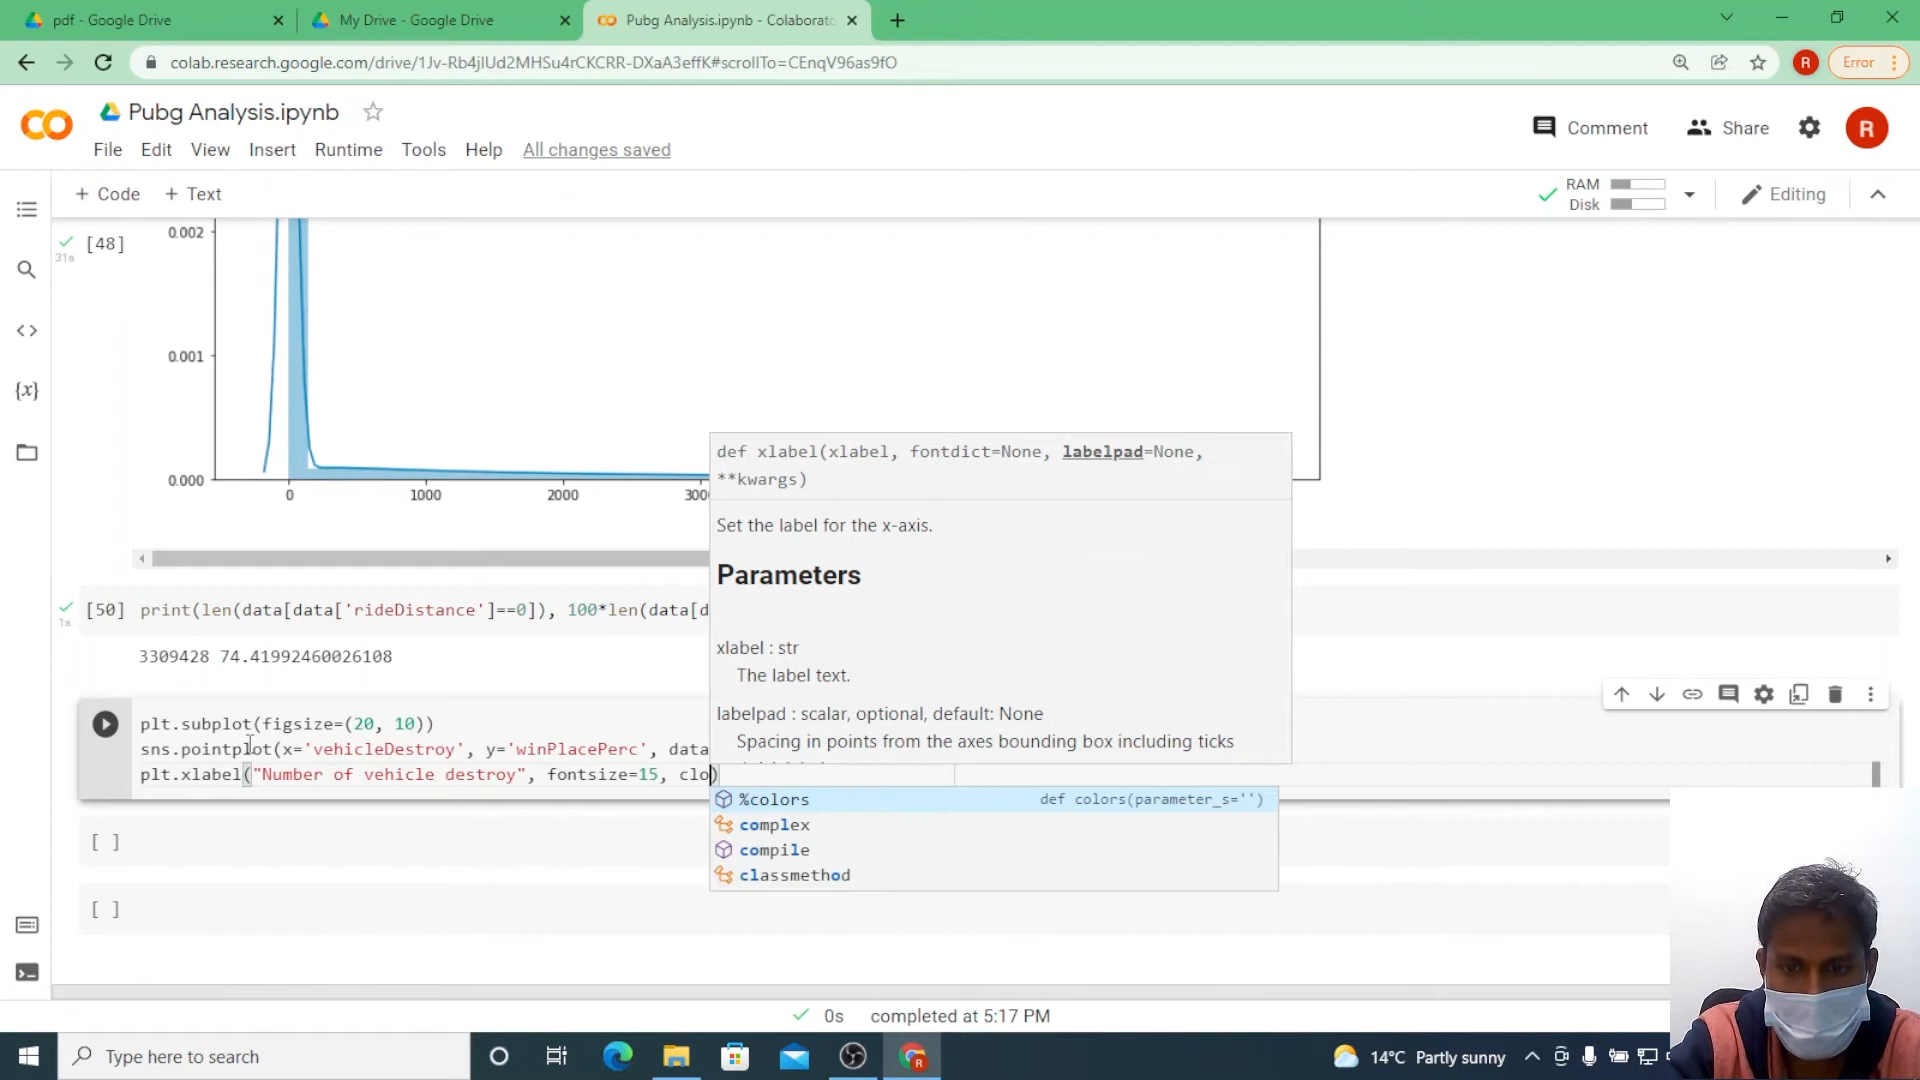 pdf - Google Drive
My Drive - Google Drive
Pubg Analysis.ipynb - Colaborato
colab.research.google.com/drive/1Jv-Rb4jlUd2MHSu4rCKCRR-DXaA3effK#scrollTo=CEnqV96as9fO
R
Error
Pubg Analysis.ipynb
File Edit View Insert Runtime Tools Help All changes saved
Comment
Share
R
+ Code + Text
RAM
Disk
Editing
[48]
31s
0.002
0.001
0.000
0 1000 2000 300
def xlabel(xlabel, fontdict=None, labelpad=None,
**kwargs)
Set the label for the x-axis.
Parameters
xlabel : str
The label text.
labelpad : scalar, optional, default: None
Spacing in points from the axes bounding box including ticks
[50] print(len(data[data['rideDistance']==0]), 100*len(data[d
1s
3309428 74.41992460026108
plt.subplot(figsize=(20, 10))
sns.pointplot(x='vehicleDestroy', y='winPlacePerc', data
plt.xlabel("Number of vehicle destroy", fontsize=15, clo)
%colors def colors(parameter_s='')
complex
compile
classmethod
[ ]
[ ]
0s completed at 5:17 PM
Type here to search
14°C Partly sunny